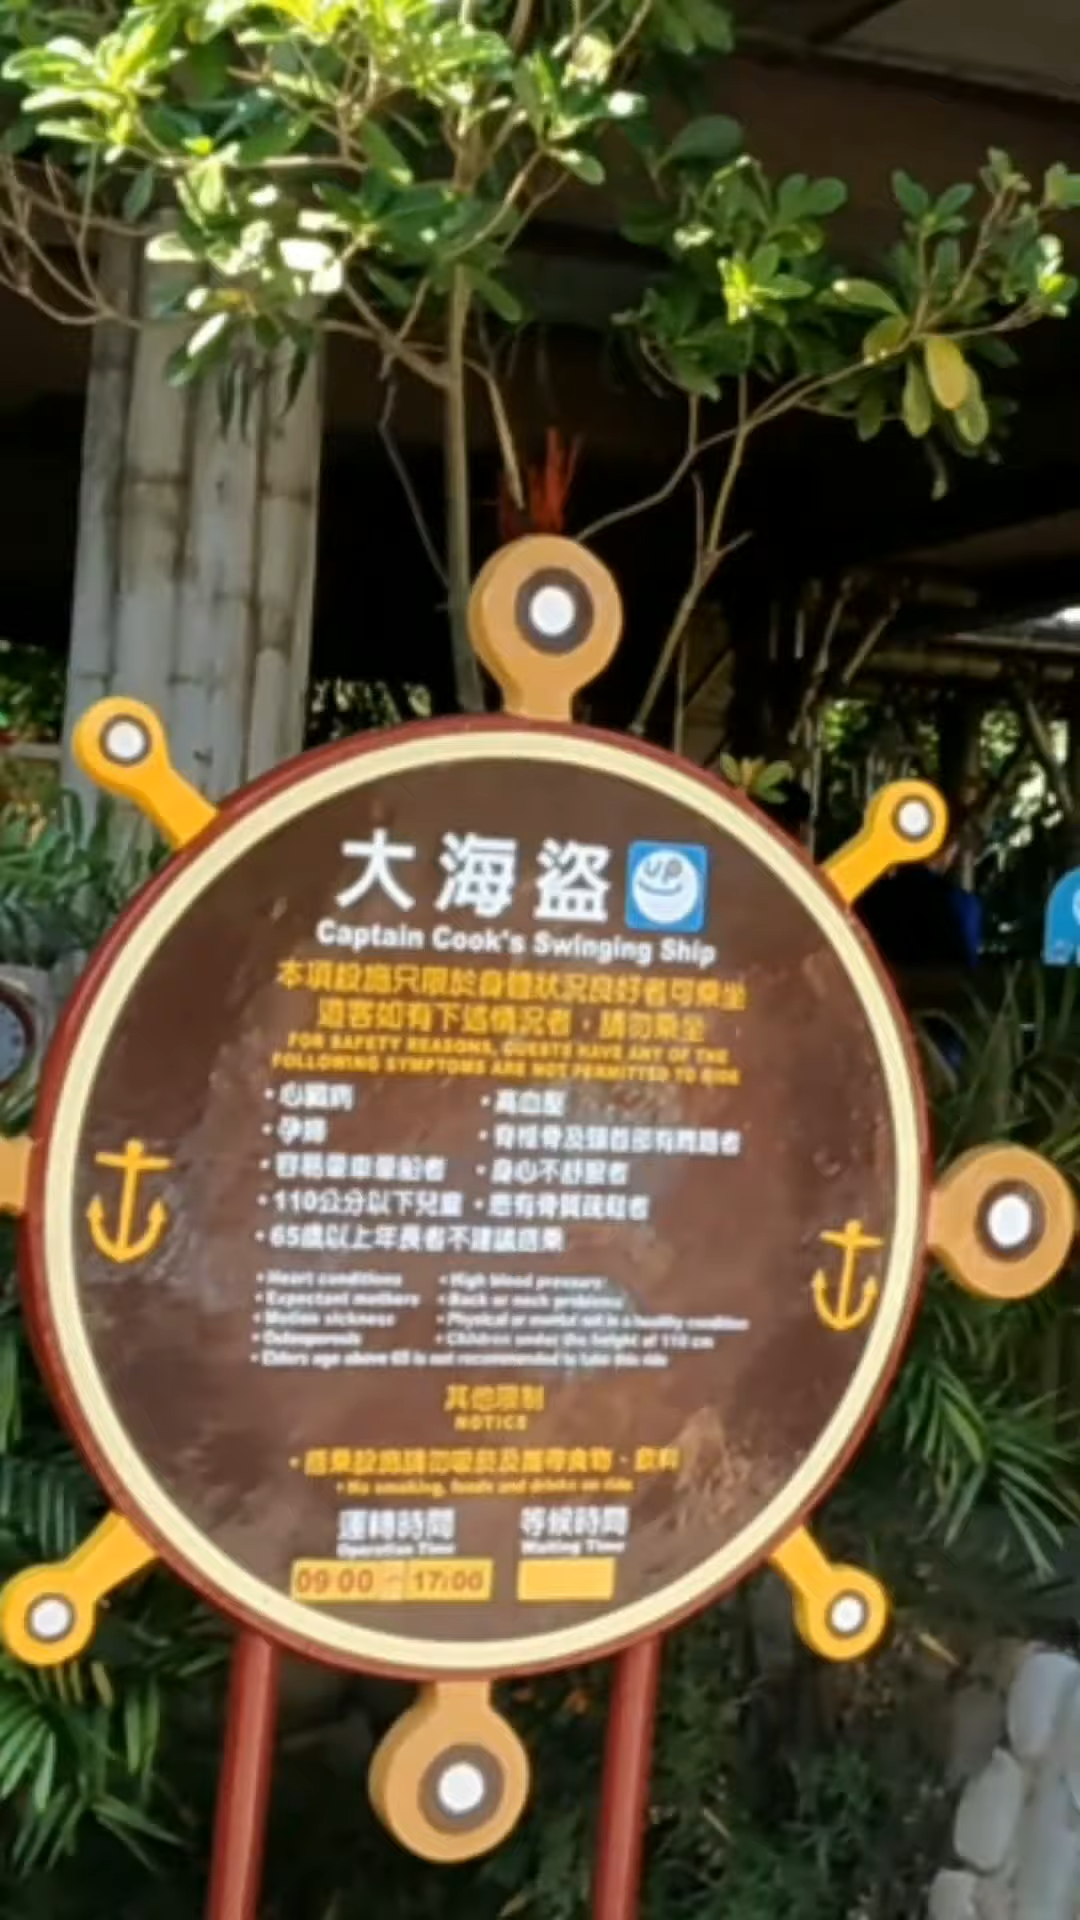 大海盜 UP
Captain Cook's Swinging Ship
本項設施只限於身體狀況良好者可乘坐
遊客如有下述情況者，請勿乘坐
FOR SAFETY REASONS, GUESTS HAVE ANY OF THE
FOLLOWING SYMPTOMS ARE NOT PERMITTED TO RIDE
•心臟病 •高血壓
•孕婦 •脊椎骨及頸首部有問題者
•容易暈車暈船者 •身心不舒服者
•110公分以下兒童 •患有骨質疏鬆者
•65歲以上年長者不建議搭乘
•Heart conditions •High blood pressure
•Expectant mothers •Back or neck problems
•Motion sickness •Physical or mental not in a healthy condition
•Osteoporosis •Children under the height of 110 cm
•Elders age above 65 is not recommended to take this ride
其他限制
NOTICE
•搭乘設施請勿吸菸及攜帶食物、飲料
•No smoking, foods and drinks on ride
運轉時間 等候時間
Operation Time Waiting Time
09 00 - 17:00